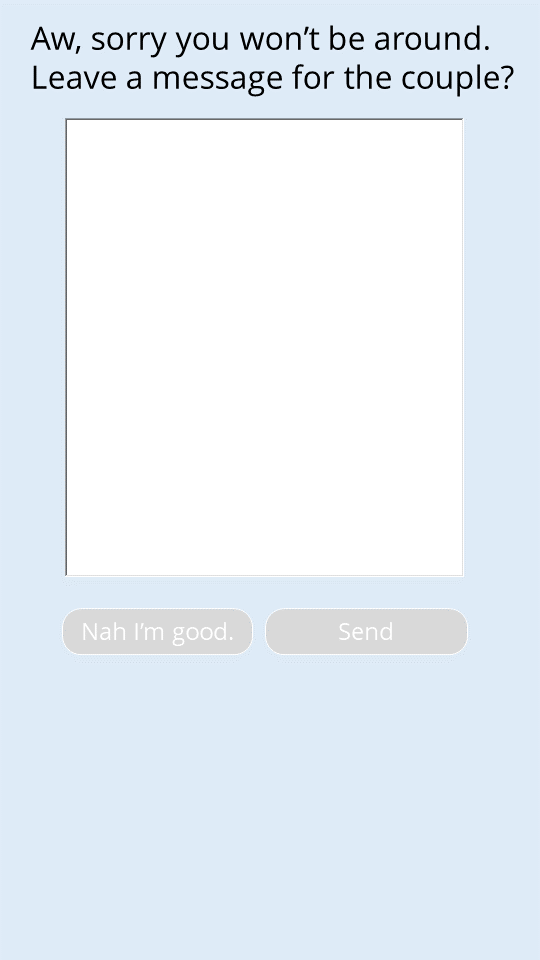 Aw, sorry you won’t be around.
Leave a message for the couple?
Nah I’m good.
Send